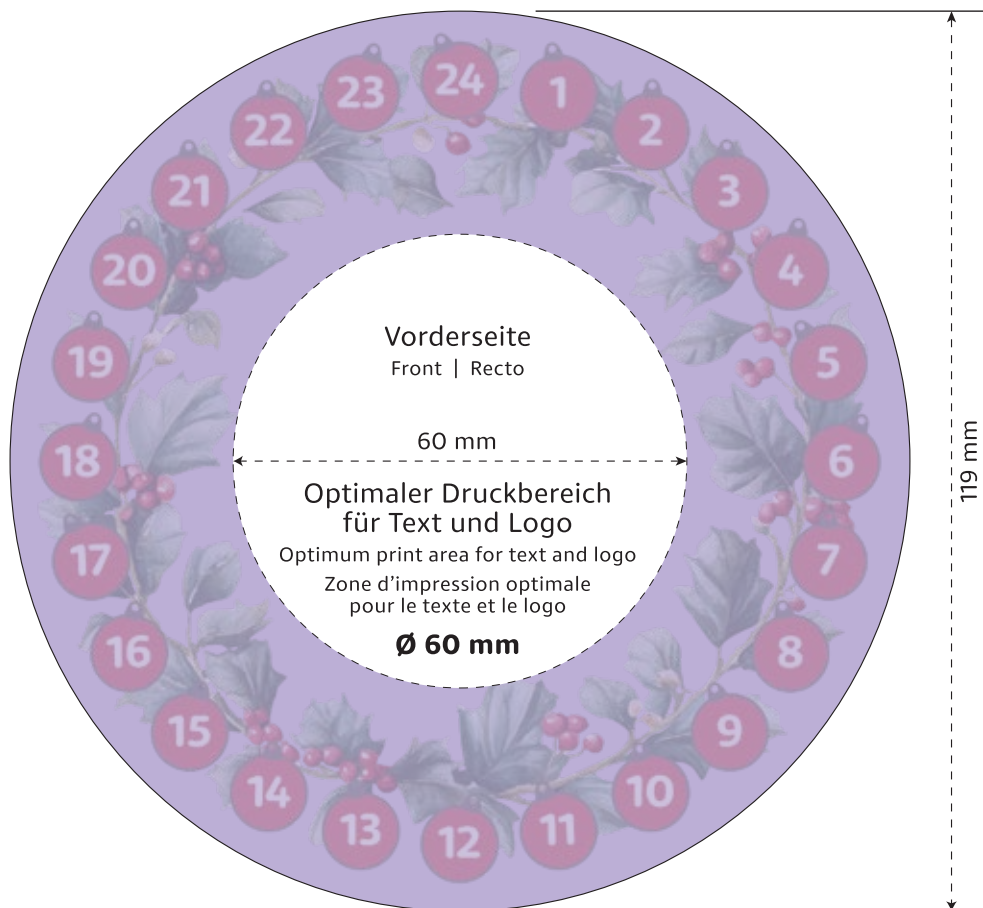 24
1
2
3
4
5
6
7
8
9
10
11
12
13
14
15
16
17
18
19
20
21
22
23
Vorderseite
Front | Recto
60 mm
Optimaler Druckbereich
für Text und Logo
Optimum print area for text and logo
Zone d’impression optimale
pour le texte et le logo
Ø 60 mm
119 mm